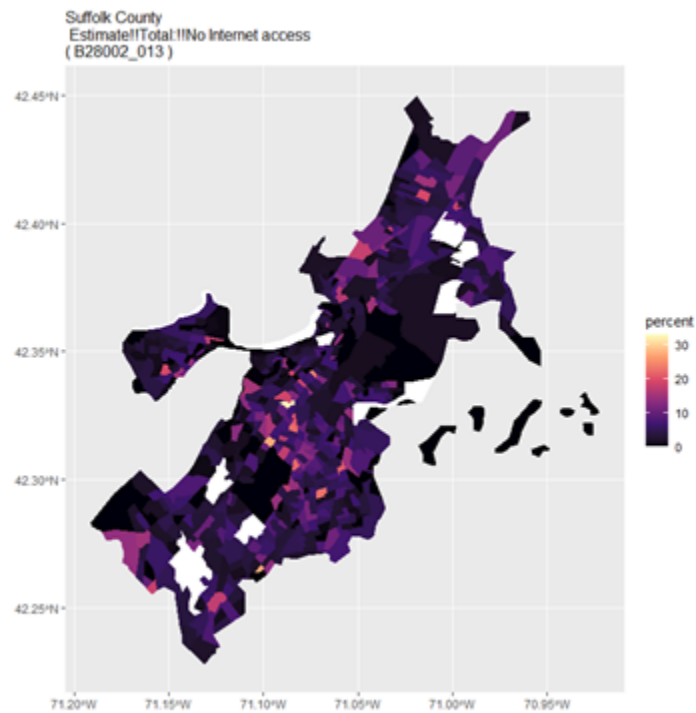 Suffolk County
Estimate!!Total:!!No Internet access
( B28002_013 )
42.45°N
42.40°N
42.35°N
42.30°N
42.25°N
percent
30
20
10
0
71.20°W 71.15°W 71.10°W 71.05°W 71.00°W 70.95°W